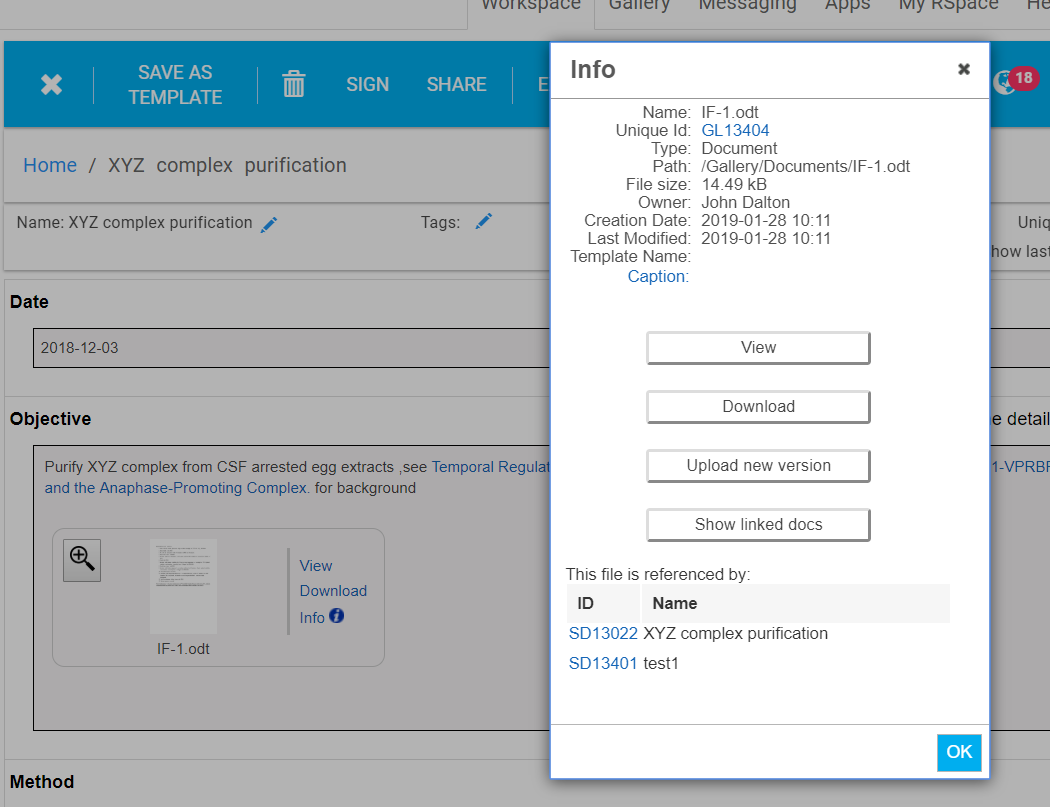 Workspace Gallery Messaging Apps My RSpace
SAVE AS
TEMPLATE
SIGN SHARE
18
Home / XYZ complex purification
Name: XYZ complex purification
Tags:
Date
2018-12-03
Objective
Purify XYZ complex from CSF arrested egg extracts ,see Temporal
and the Anaphase-Promoting Complex. for background
View
Download
Info
IF-1.odt
Method
Info
Name: IF-1.odt
Unique Id: GL13404
Type: Document
Path: /Gallery/Documents/IF-1.odt
File size: 14.49 kB
Owner: John Dalton
Creation Date: 2019-01-28 10:11
Last Modified: 2019-01-28 10:11
Template Name:
Caption:
View
Download
Upload new version
Show linked docs
This file is referenced by:
ID Name
SD13022 XYZ complex purification
SD13401 test1
OK